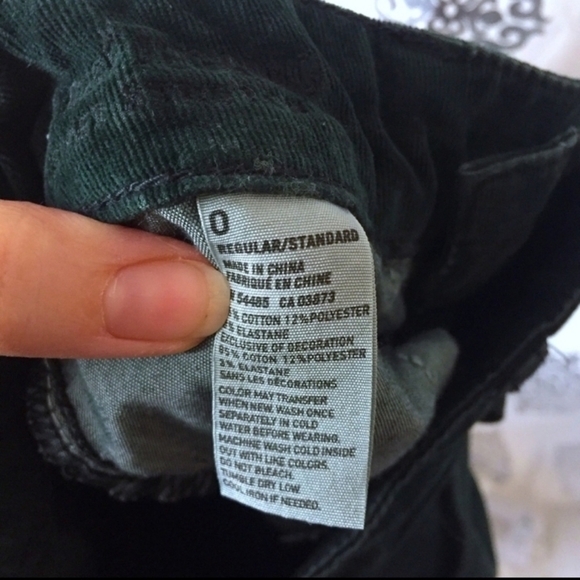 0
REGULAR/STANDARD
MADE IN CHINA
FABRIQUÉ EN CHINE
54485 CA 03873
% COTTON 12%POLYESTER
% ELASTANE
EXCLUSIVE OF DECORATION
85% COTON 12%POLYESTER
3% ELASTANE
SANS LES DÉCORATIONS
COLOR MAY TRANSFER
WHEN NEW. WASH ONCE
SEPARATELY IN COLD
WATER BEFORE WEARING.
MACHINE WASH COLD INSIDE
OUT WITH LIKE COLORS.
DO NOT BLEACH.
TUMBLE DRY LOW
COOL IRON IF NEEDED.